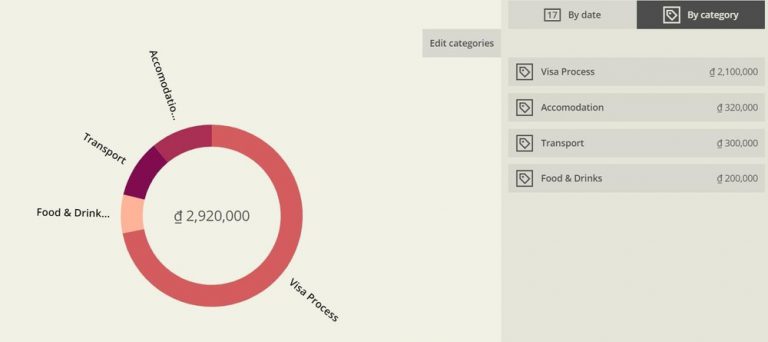 17 By date
By category
Edit categories
Visa Process ₫ 2,100,000
Accomodation ₫ 320,000
Transport ₫ 300,000
Food & Drinks ₫ 200,000
Accomodatio...
Transport
Food & Drink...
₫ 2,920,000
Visa Process